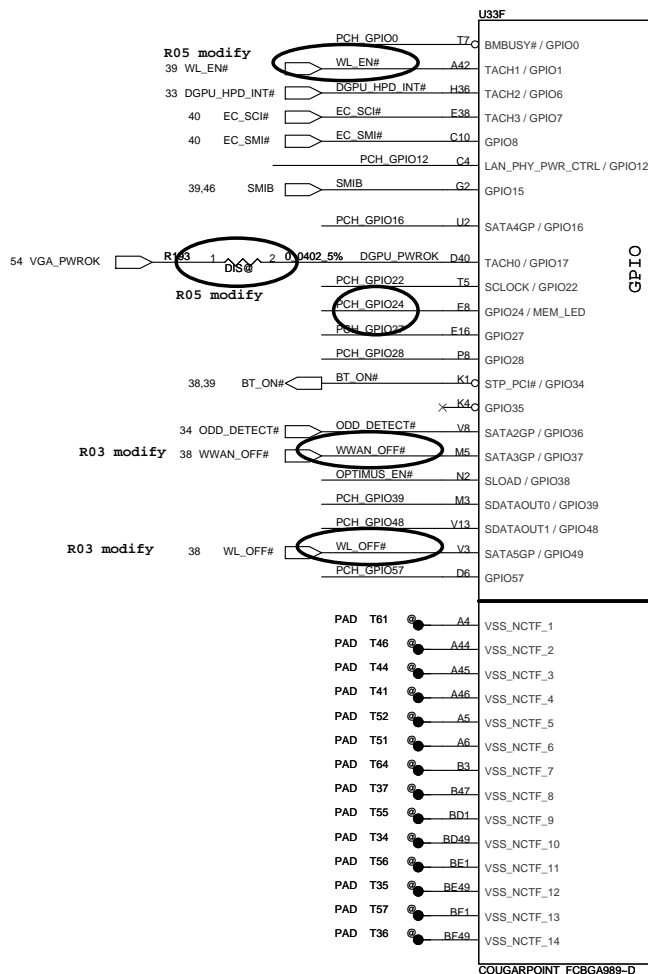 U33F
PCH_GPIO0 T7 BMBUSY# / GPIO0
R05 modify
39 WL_EN# WL_EN# A42 TACH1 / GPIO1
33 DGPU_HPD_INT# DGPU_HPD_INT# H36 TACH2 / GPIO6
40 EC_SCI# EC_SCI# E38 TACH3 / GPIO7
40 EC_SMI# EC_SMI# C10 GPIO8
PCH_GPIO12 C4 LAN_PHY_PWR_CTRL / GPIO12
39,46 SMIB SMIB G2 GPIO15
PCH_GPIO16 U2 SATA4GP / GPIO16
GPIO
54 VGA_PWROK R193 1 2 0_0402_5% DGPU_PWROK D40 TACH0 / GPIO17
DIS@
R05 modify
PCH_GPIO22 T5 SCLOCK / GPIO22
PCH_GPIO24 E8 GPIO24 / MEM_LED
PCH_GPIO27 E16 GPIO27
PCH_GPIO28 P8 GPIO28
38,39 BT_ON# BT_ON# K1 STP_PCI# / GPIO34
K4 GPIO35
34 ODD_DETECT# ODD_DETECT# V8 SATA2GP / GPIO36
R03 modify 38 WWAN_OFF# WWAN_OFF# M5 SATA3GP / GPIO37
OPTIMUS_EN# N2 SLOAD / GPIO38
PCH_GPIO39 M3 SDATAOUT0 / GPIO39
PCH_GPIO48 V13 SDATAOUT1 / GPIO48
R03 modify 38 WL_OFF# WL_OFF# V3 SATA5GP / GPIO49
PCH_GPIO57 D6 GPIO57
PAD T61 @ A4 VSS_NCTF_1
PAD T46 @ A44 VSS_NCTF_2
PAD T44 @ A45 VSS_NCTF_3
PAD T41 @ A46 VSS_NCTF_4
PAD T52 @ A5 VSS_NCTF_5
PAD T51 @ A6 VSS_NCTF_6
PAD T64 @ B3 VSS_NCTF_7
PAD T37 @ B47 VSS_NCTF_8
PAD T55 @ BD1 VSS_NCTF_9
PAD T34 @ BD49 VSS_NCTF_10
PAD T56 @ BE1 VSS_NCTF_11
PAD T35 @ BE49 VSS_NCTF_12
PAD T57 @ BF1 VSS_NCTF_13
PAD T36 @ BF49 VSS_NCTF_14
COUGARPOINT_FCBGA989~D